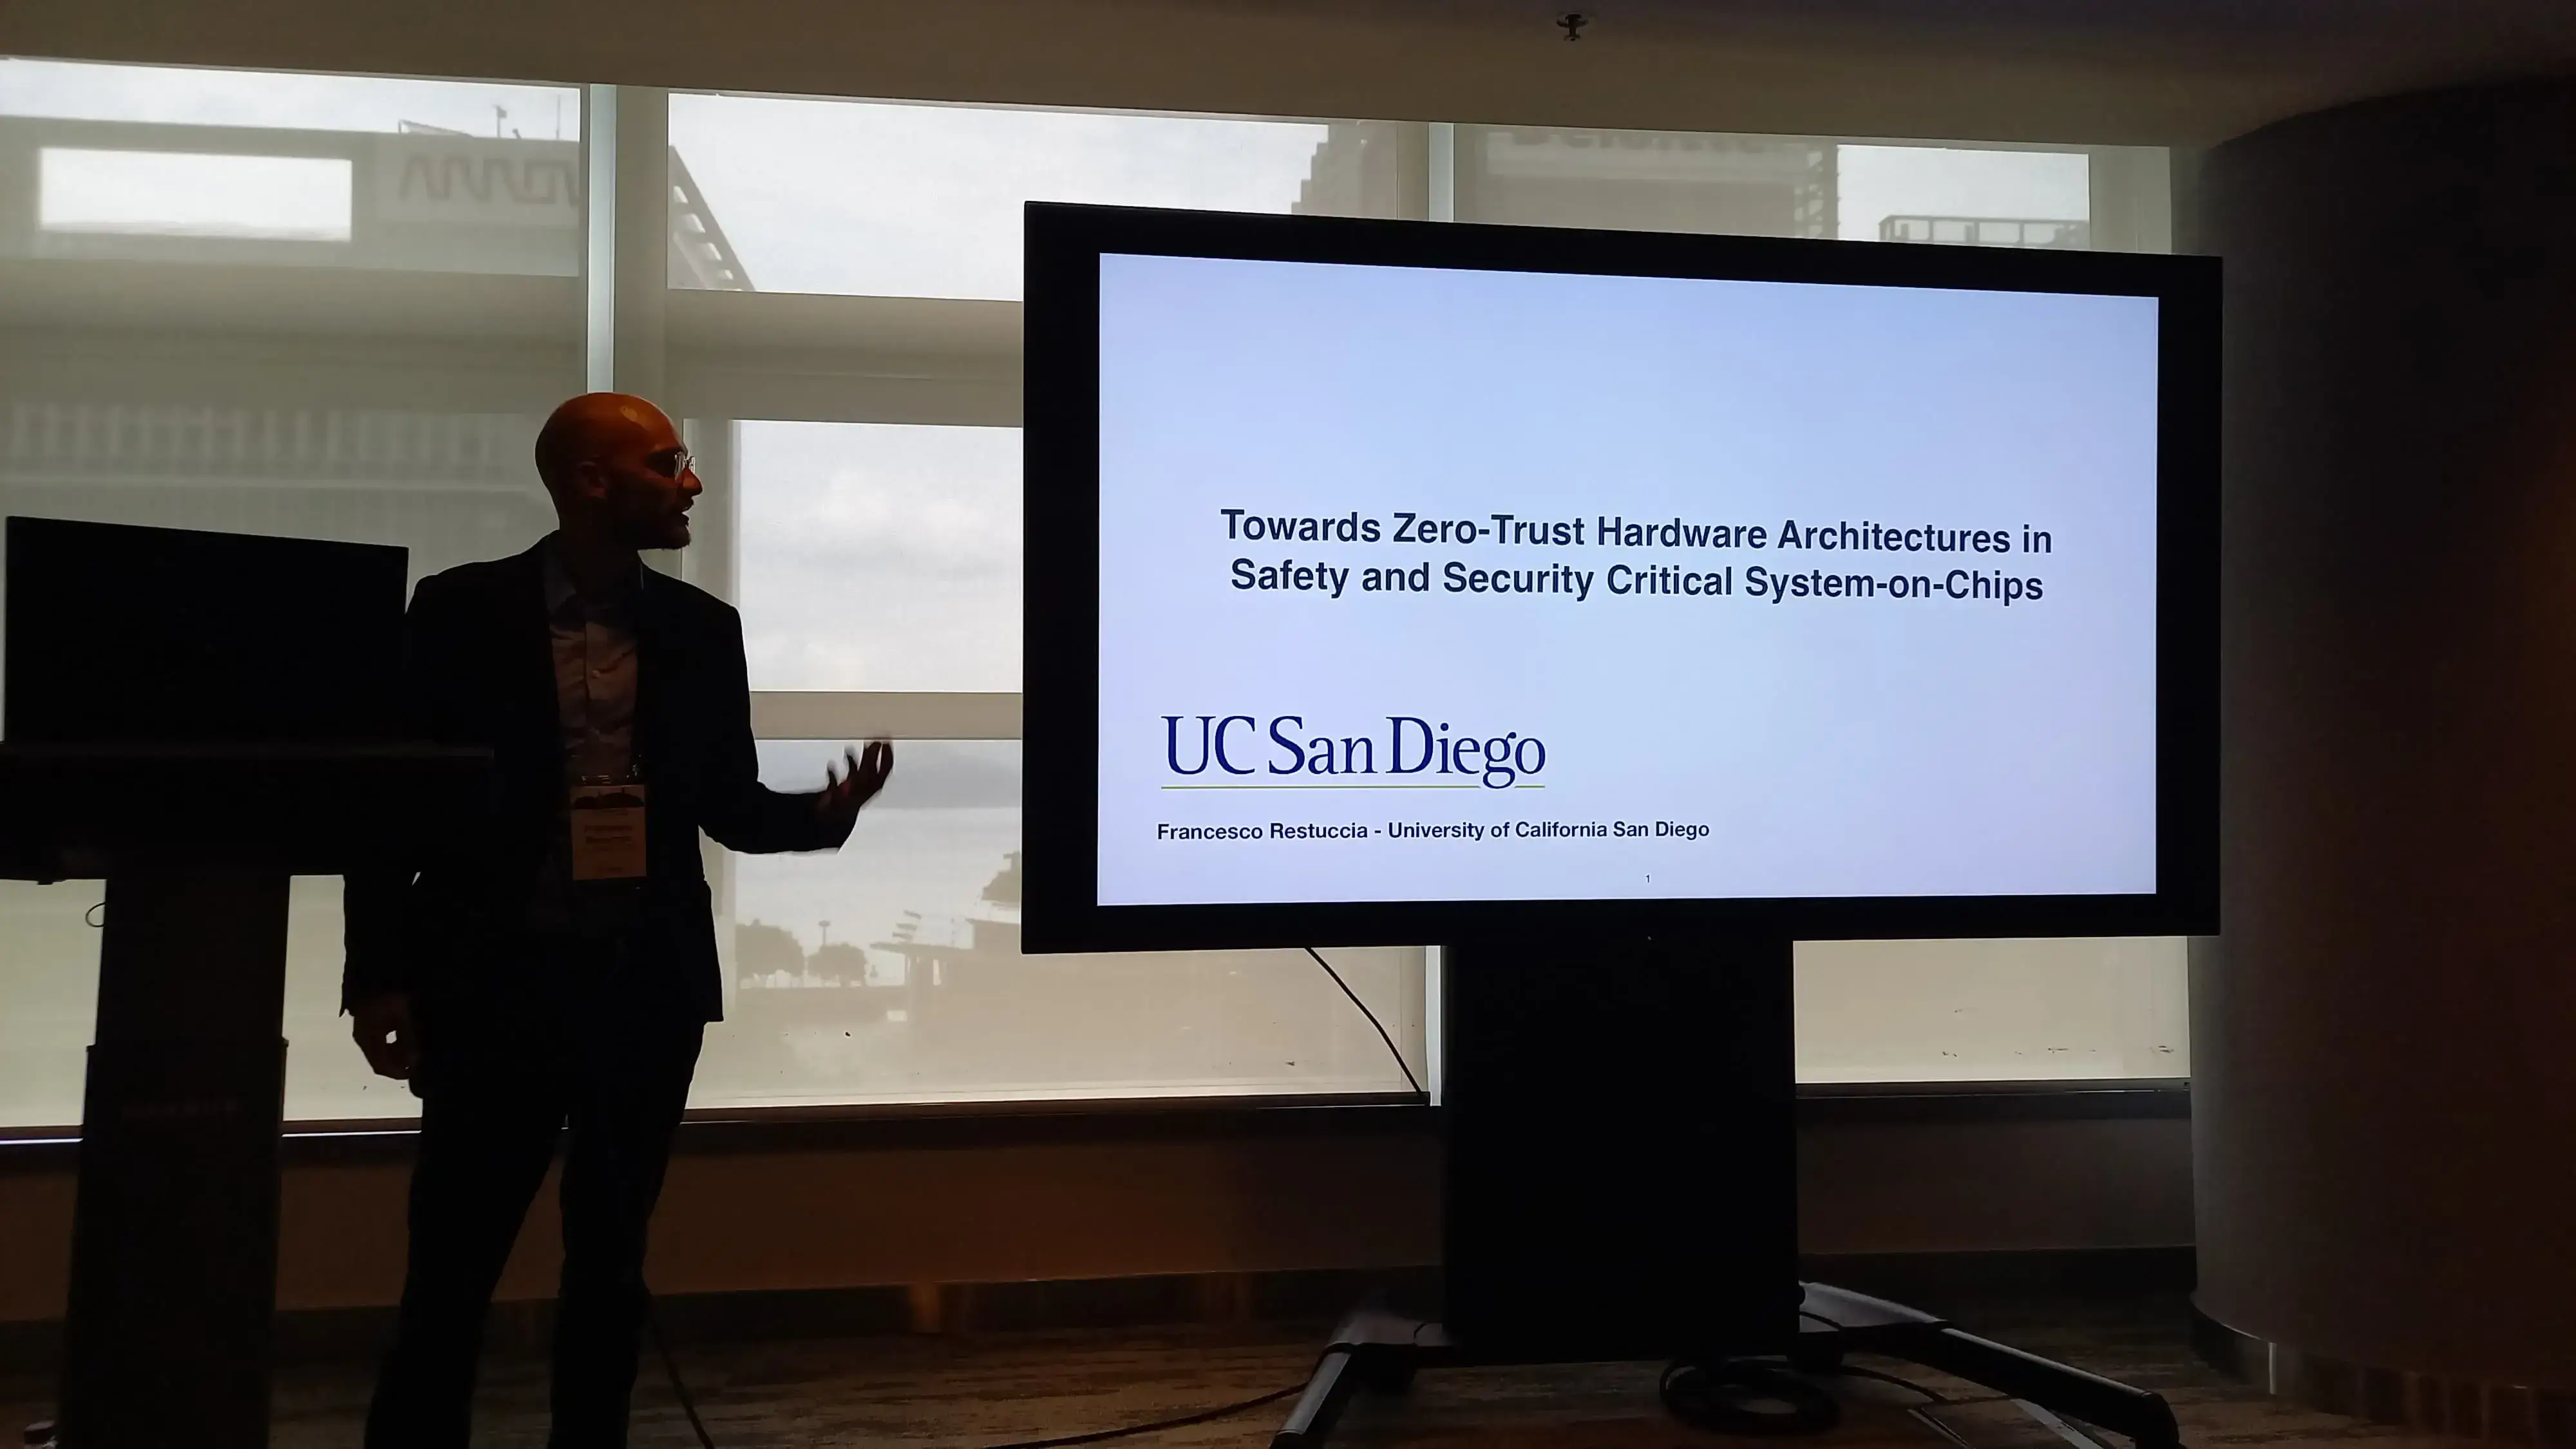 Towards Zero-Trust Hardware Architectures in
Safety and Security Critical System-on-Chips
UC San Diego
Francesco Restuccia - University of California San Diego
1